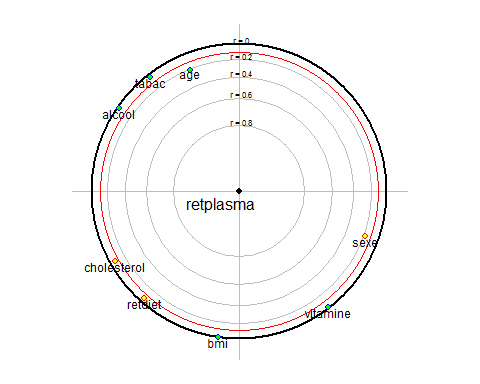 r = 0
r = 0.2
age
tabac
r = 0.4
r = 0.6
alcool
r = 0.8
retplasma
sexe
cholesterol
retdiet
vitamine
bmi